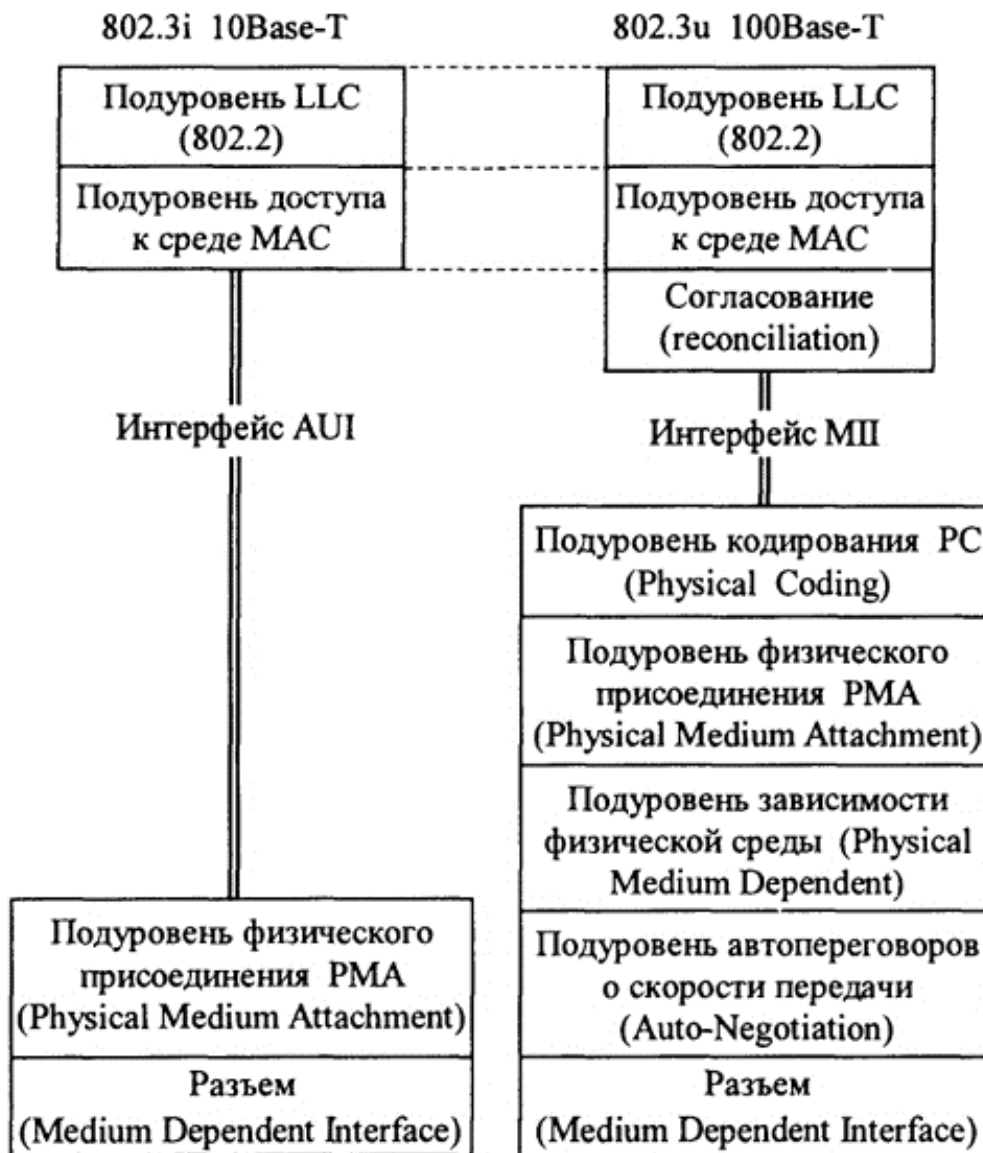 802.3i 10Base-T
Подуровень LLC
(802.2)
Подуровень доступа
к среде MAC
Интерфейс AUI
Подуровень физического
присоединения PMA
(Physical Medium Attachment)
Разъем
(Medium Dependent Interface)
802.3u 100Base-T
Подуровень LLC
(802.2)
Подуровень доступа
к среде MAC
Согласование
(reconciliation)
Интерфейс MII
Подуровень кодирования PC
(Physical Coding)
Подуровень физического
присоединения PMA
(Physical Medium Attachment)
Подуровень зависимости
физической среды (Physical
Medium Dependent)
Подуровень автопереговоров
о скорости передачи
(Auto-Negotiation)
Разъем
(Medium Dependent Interface)